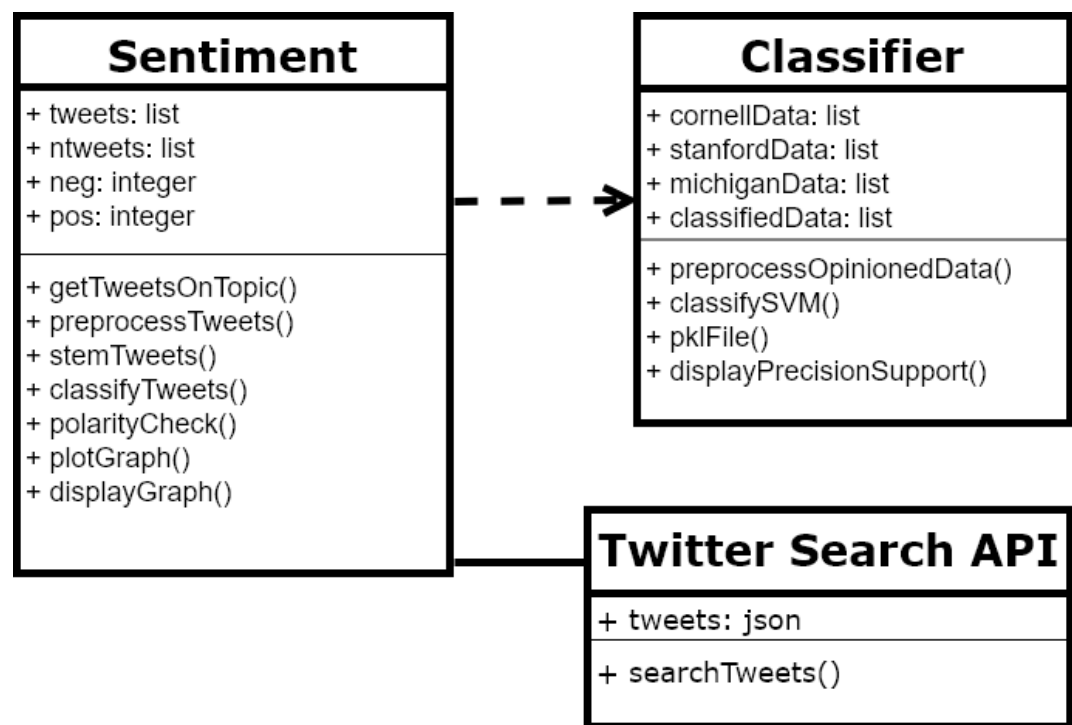 Sentiment
+ tweets: list
+ ntweets: list
+ neg: integer
+ pos: integer
+ getTweetsOnTopic()
+ preprocessTweets()
+ stemTweets()
+ classifyTweets()
+ polarityCheck()
+ plotGraph()
+ displayGraph()
Classifier
+ cornellData: list
+ stanfordData: list
+ michiganData: list
+ classifiedData: list
+ preprocessOpinionedData()
+ classifySVM()
+ pklFile()
+ displayPrecisionSupport()
Twitter Search API
+ tweets: json
+ searchTweets()